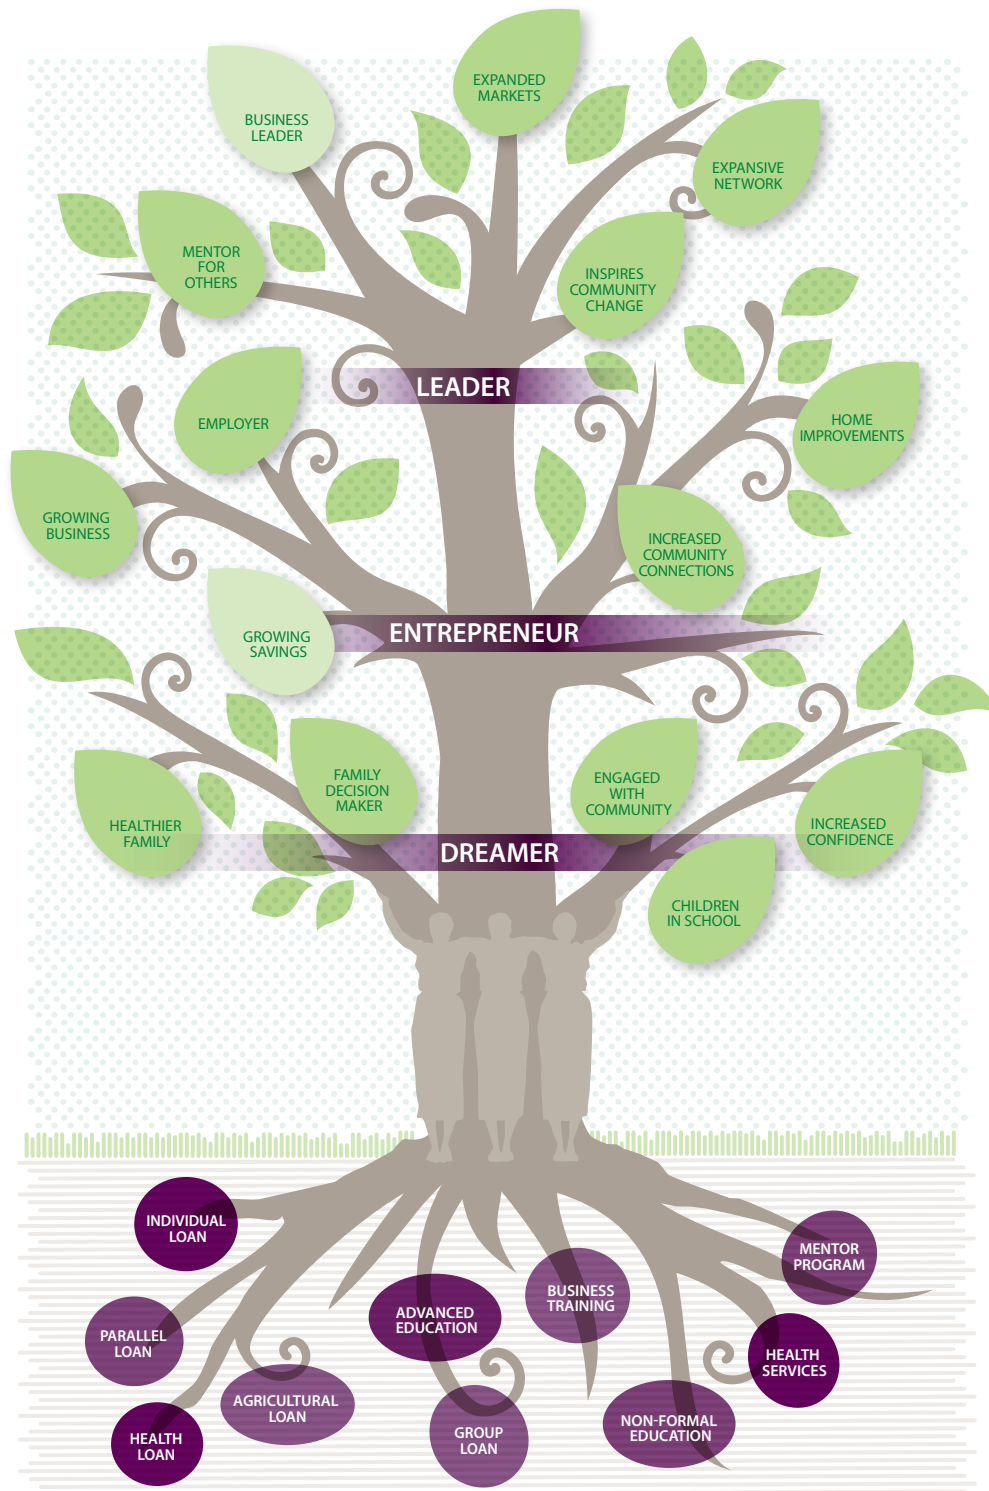 EXPANDED
MARKETS
BUSINESS
LEADER
EXPANSIVE
NETWORK
MENTOR
FOR
OTHERS
INSPIRES
COMMUNITY
CHANGE
LEADER
EMPLOYER
HOME
IMPROVEMENTS
GROWING
BUSINESS
INCREASED
COMMUNITY
CONNECTIONS
GROWING
SAVINGS
ENTREPRENEUR
FAMILY
DECISION
MAKER
ENGAGED
WITH
COMMUNITY
HEALTHIER
FAMILY
INCREASED
CONFIDENCE
DREAMER
CHILDREN
IN SCHOOL
INDIVIDUAL
LOAN
MENTOR
PROGRAM
BUSINESS
TRAINING
ADVANCED
EDUCATION
PARALLEL
LOAN
HEALTH
SERVICES
AGRICULTURAL
LOAN
NON-FORMAL
EDUCATION
GROUP
LOAN
HEALTH
LOAN